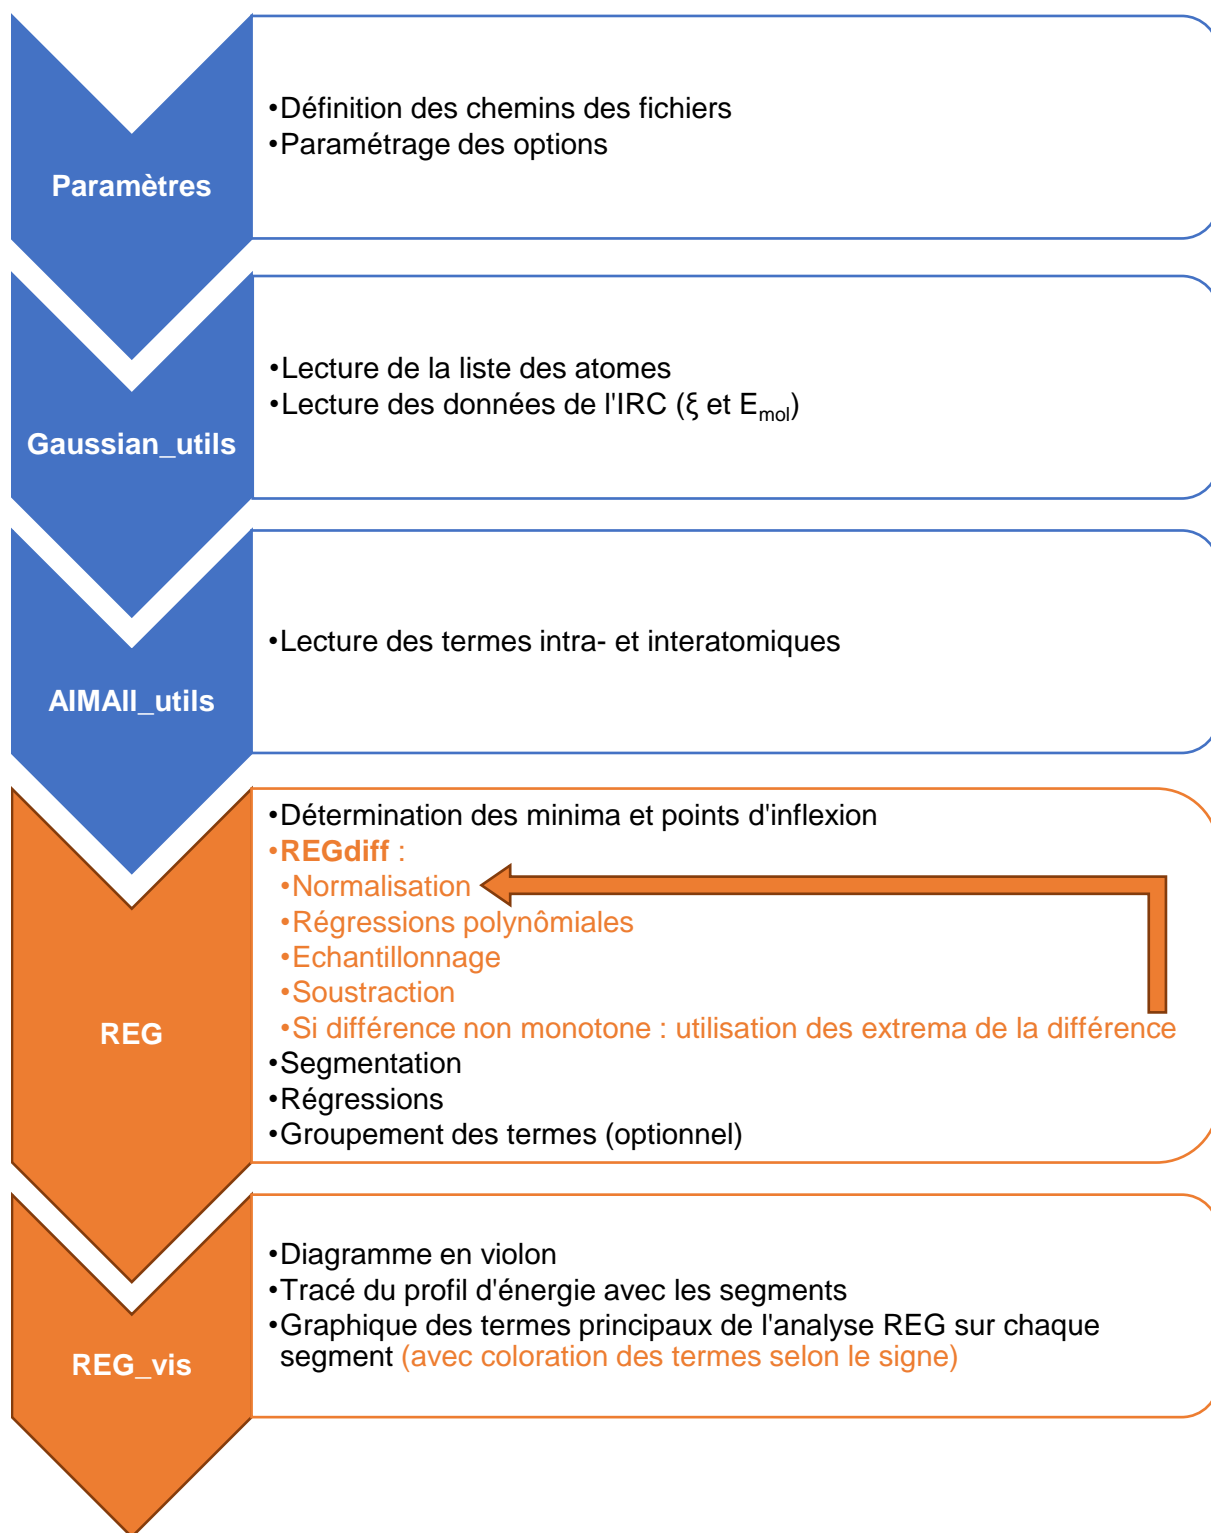 Paramètres
•Définition des chemins des fichiers
•Paramétrage des options
Gaussian_utils
•Lecture de la liste des atomes
•Lecture des données de l'IRC (ξ et Emol)
AIMAll_utils
•Lecture des termes intra- et interatomiques
REG
•Détermination des minima et points d'inflexion
•REGdiff :
•Normalisation
•Régressions polynômiales
•Echantillonnage
•Soustraction
•Si différence non monotone : utilisation des extrema de la différence
•Segmentation
•Régressions
•Groupement des termes (optionnel)
REG_vis
•Diagramme en violon
•Tracé du profil d'énergie avec les segments
•Graphique des termes principaux de l'analyse REG sur chaque
segment (avec coloration des termes selon le signe)